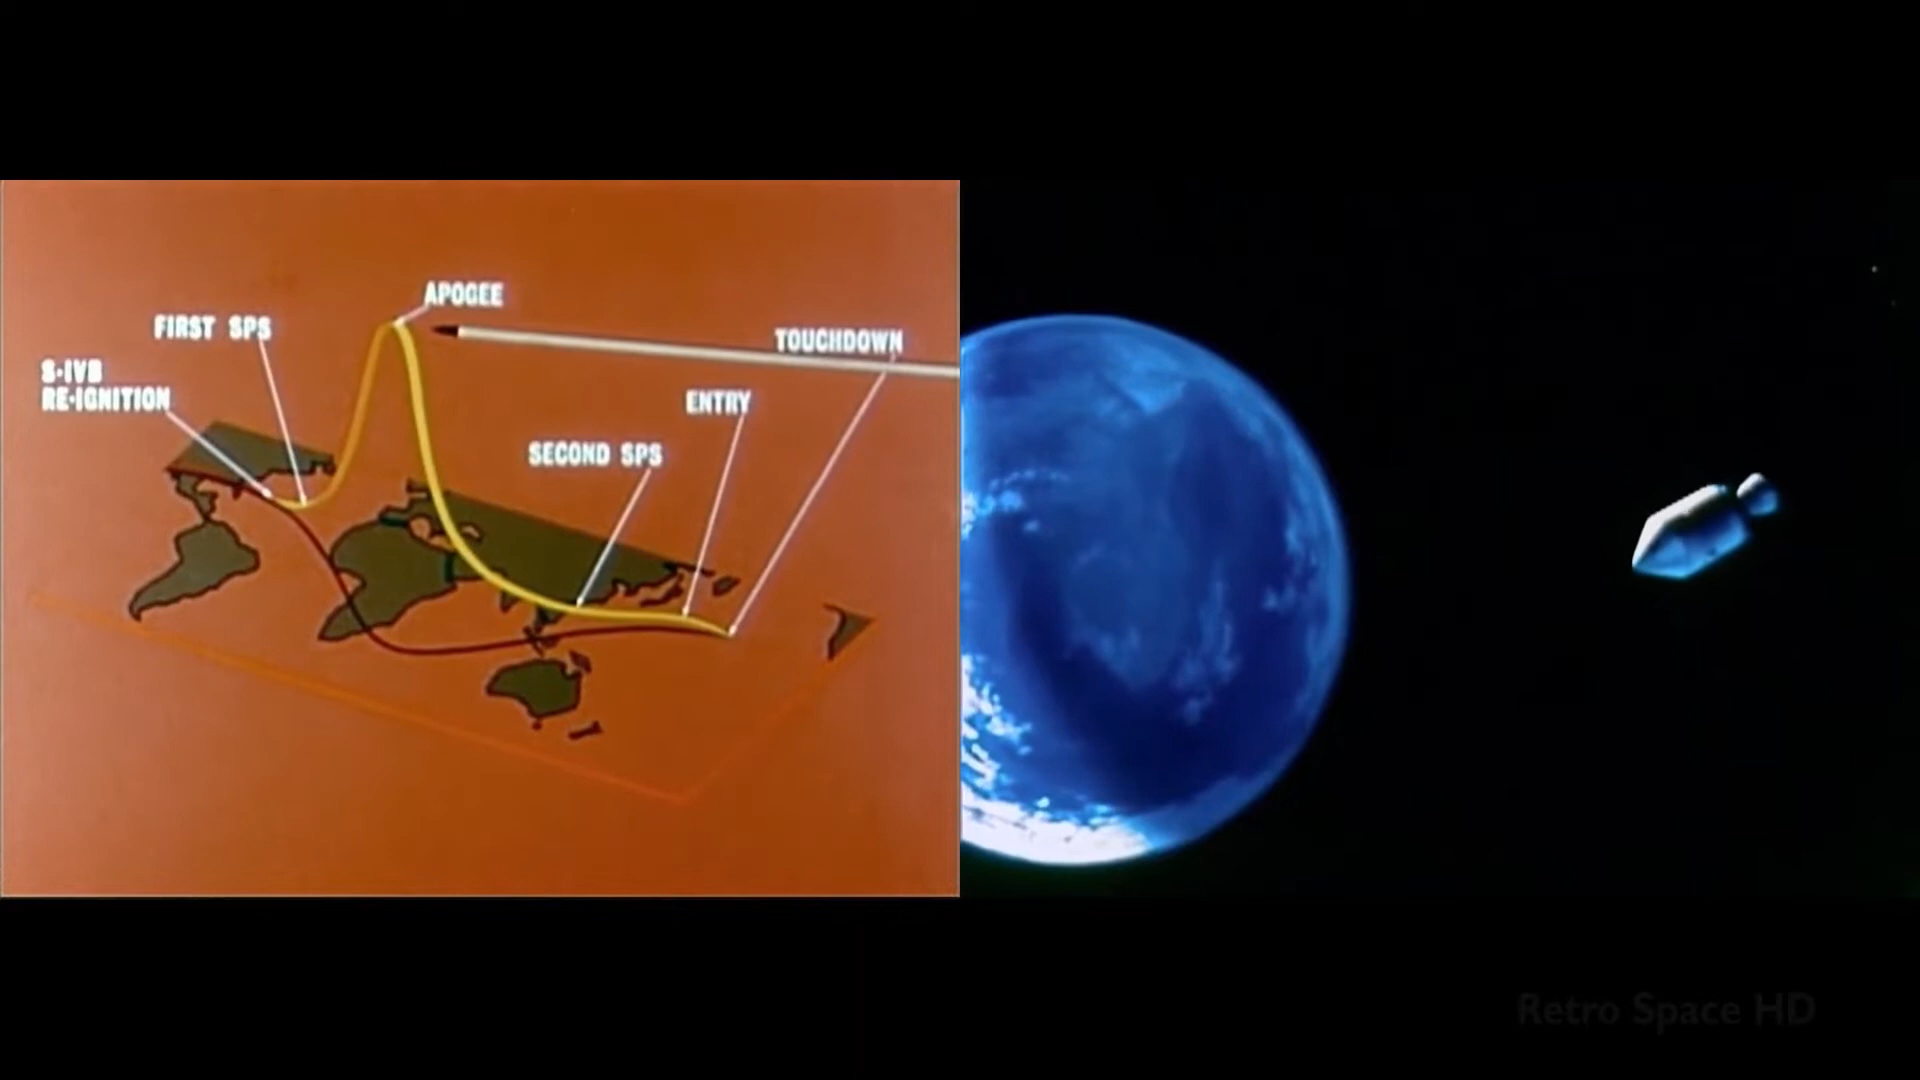 APOGEE
FIRST SPS
TOUCHDOWN
S-IVB
RE-IGNITION
ENTRY
SECOND SPS
Retro Space HD